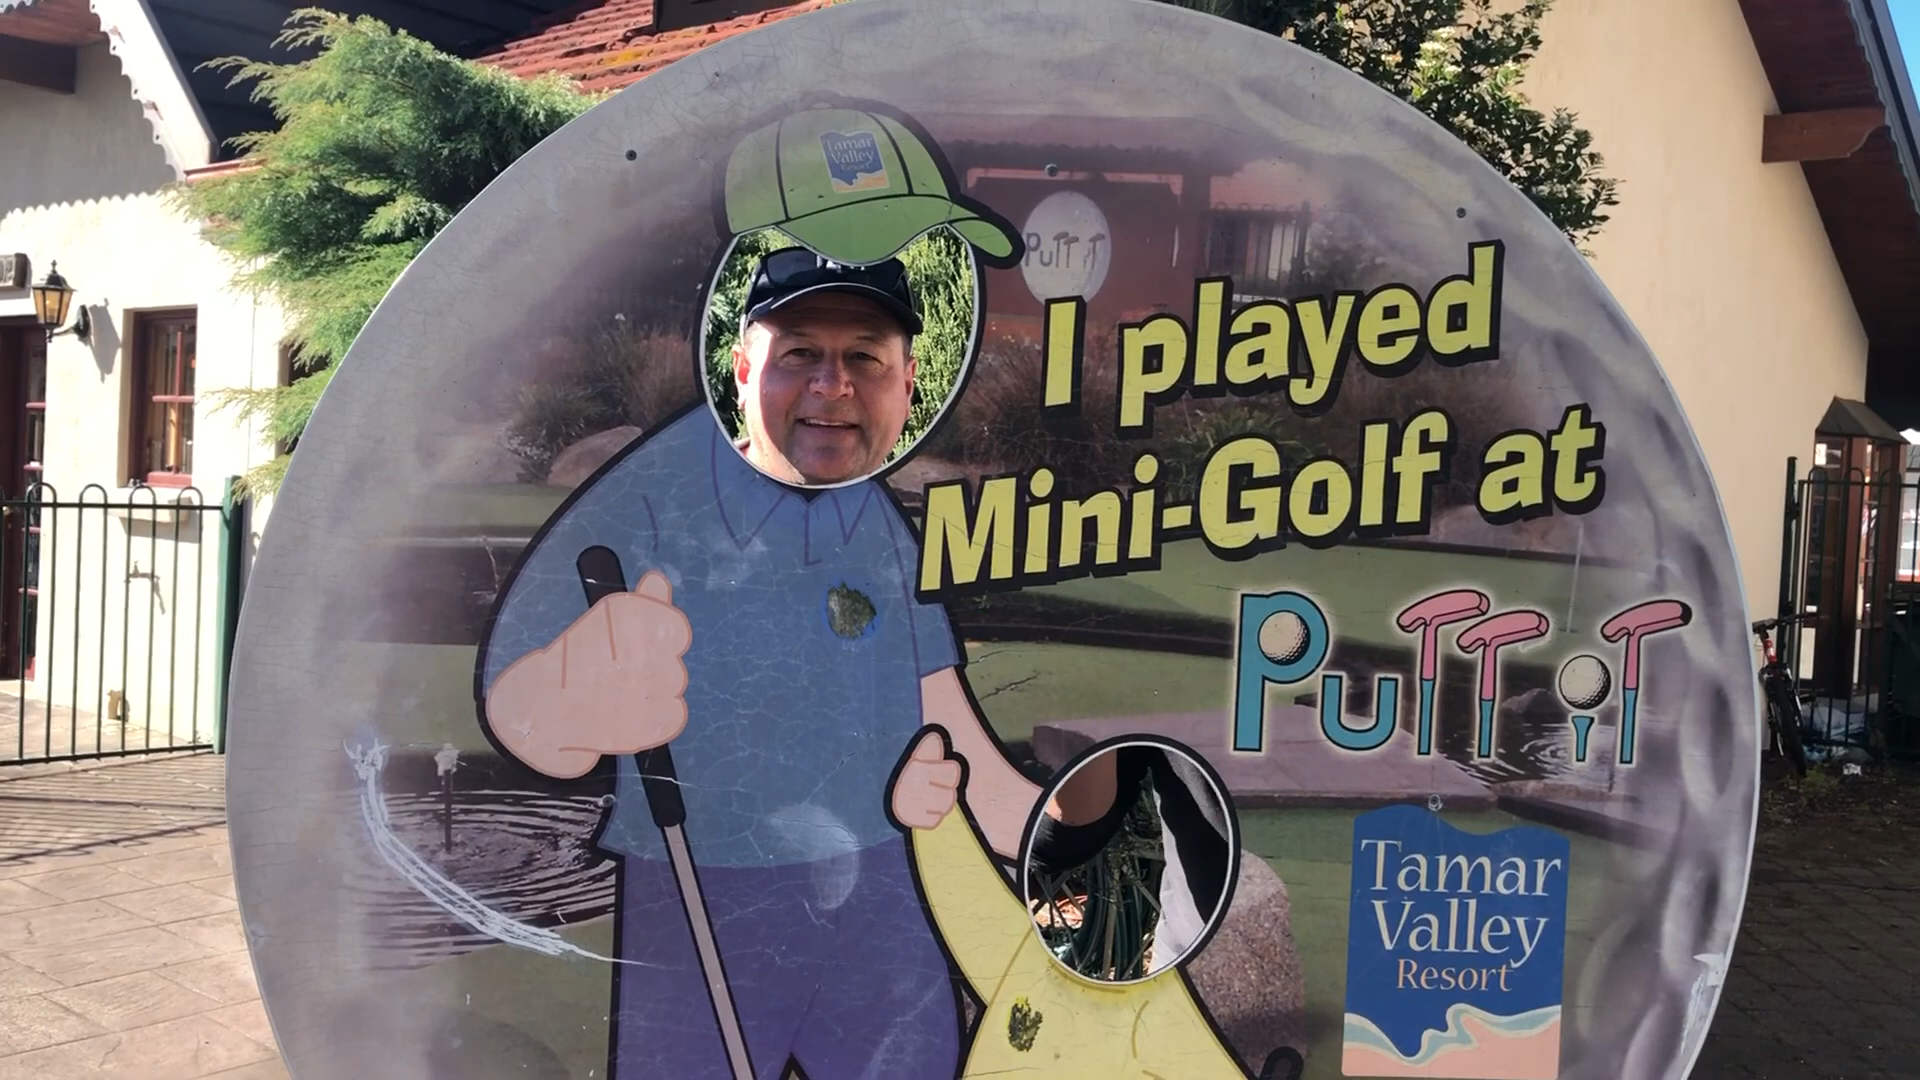 Tamar
Valley
Resort
PUTT iT
I played
Mini-Golf at
PUTT iT
Tamar
Valley
Resort